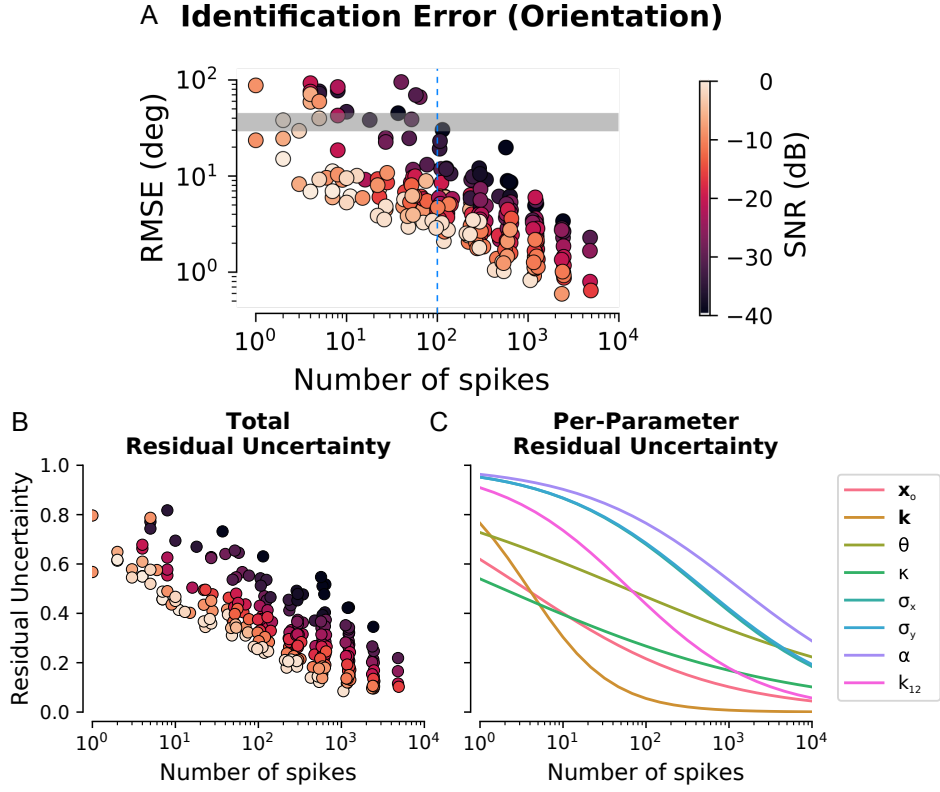 A Identification Error (Orientation)
10² 10¹ 10⁰
RMSE (deg)
10⁰ 10¹ 10² 10³ 10⁴
Number of spikes
0 −10 −20 −30 −40
SNR (dB)
B Total
Residual Uncertainty
1.0 0.8 0.6 0.4 0.2 0.0
Residual Uncertainty
10⁰ 10¹ 10² 10³ 10⁴
Number of spikes
C Per-Parameter
Residual Uncertainty
10⁰ 10¹ 10² 10³ 10⁴
Number of spikes
x₀
k
θ
κ
σₓ
σᵧ
α
k₁₂